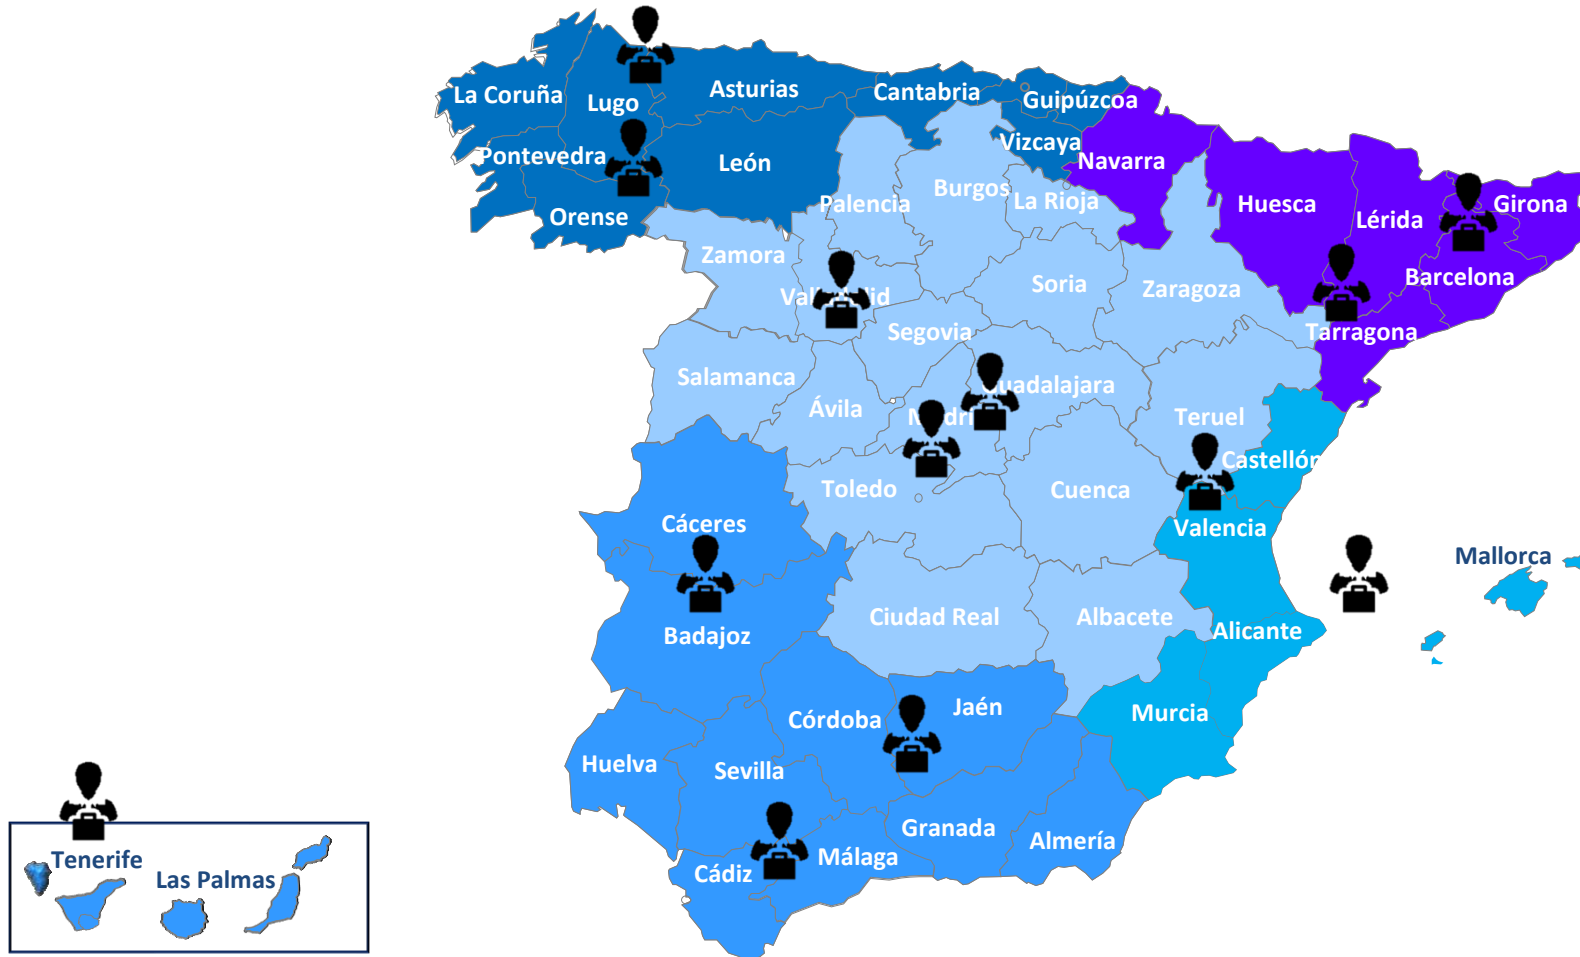 La Coruña
Lugo
Asturias
Cantabria
Guipúzcoa
Vizcaya
Navarra
Pontevedra
León
Orense
Palencia
Burgos
La Rioja
Huesca
Lérida
Girona
Zamora
Soria
Zaragoza
Barcelona
Segovia
Tarragona
Salamanca
Ávila
Teruel
Castellón
Toledo
Cuenca
Cáceres
Valencia
Mallorca
Badajoz
Ciudad Real
Albacete
Alicante
Córdoba
Jaén
Murcia
Huelva
Sevilla
Granada
Almería
Málaga
Cádiz
Tenerife
Las Palmas